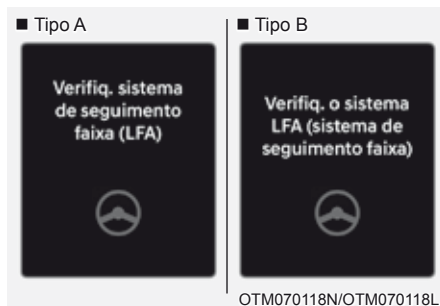 ■ Tipo A
Verifiq. sistema
de seguimento
faixa (LFA)
■ Tipo B
Verifiq. o sistema
LFA (sistema de
seguimento faixa)
OTM070118N/OTM070118L